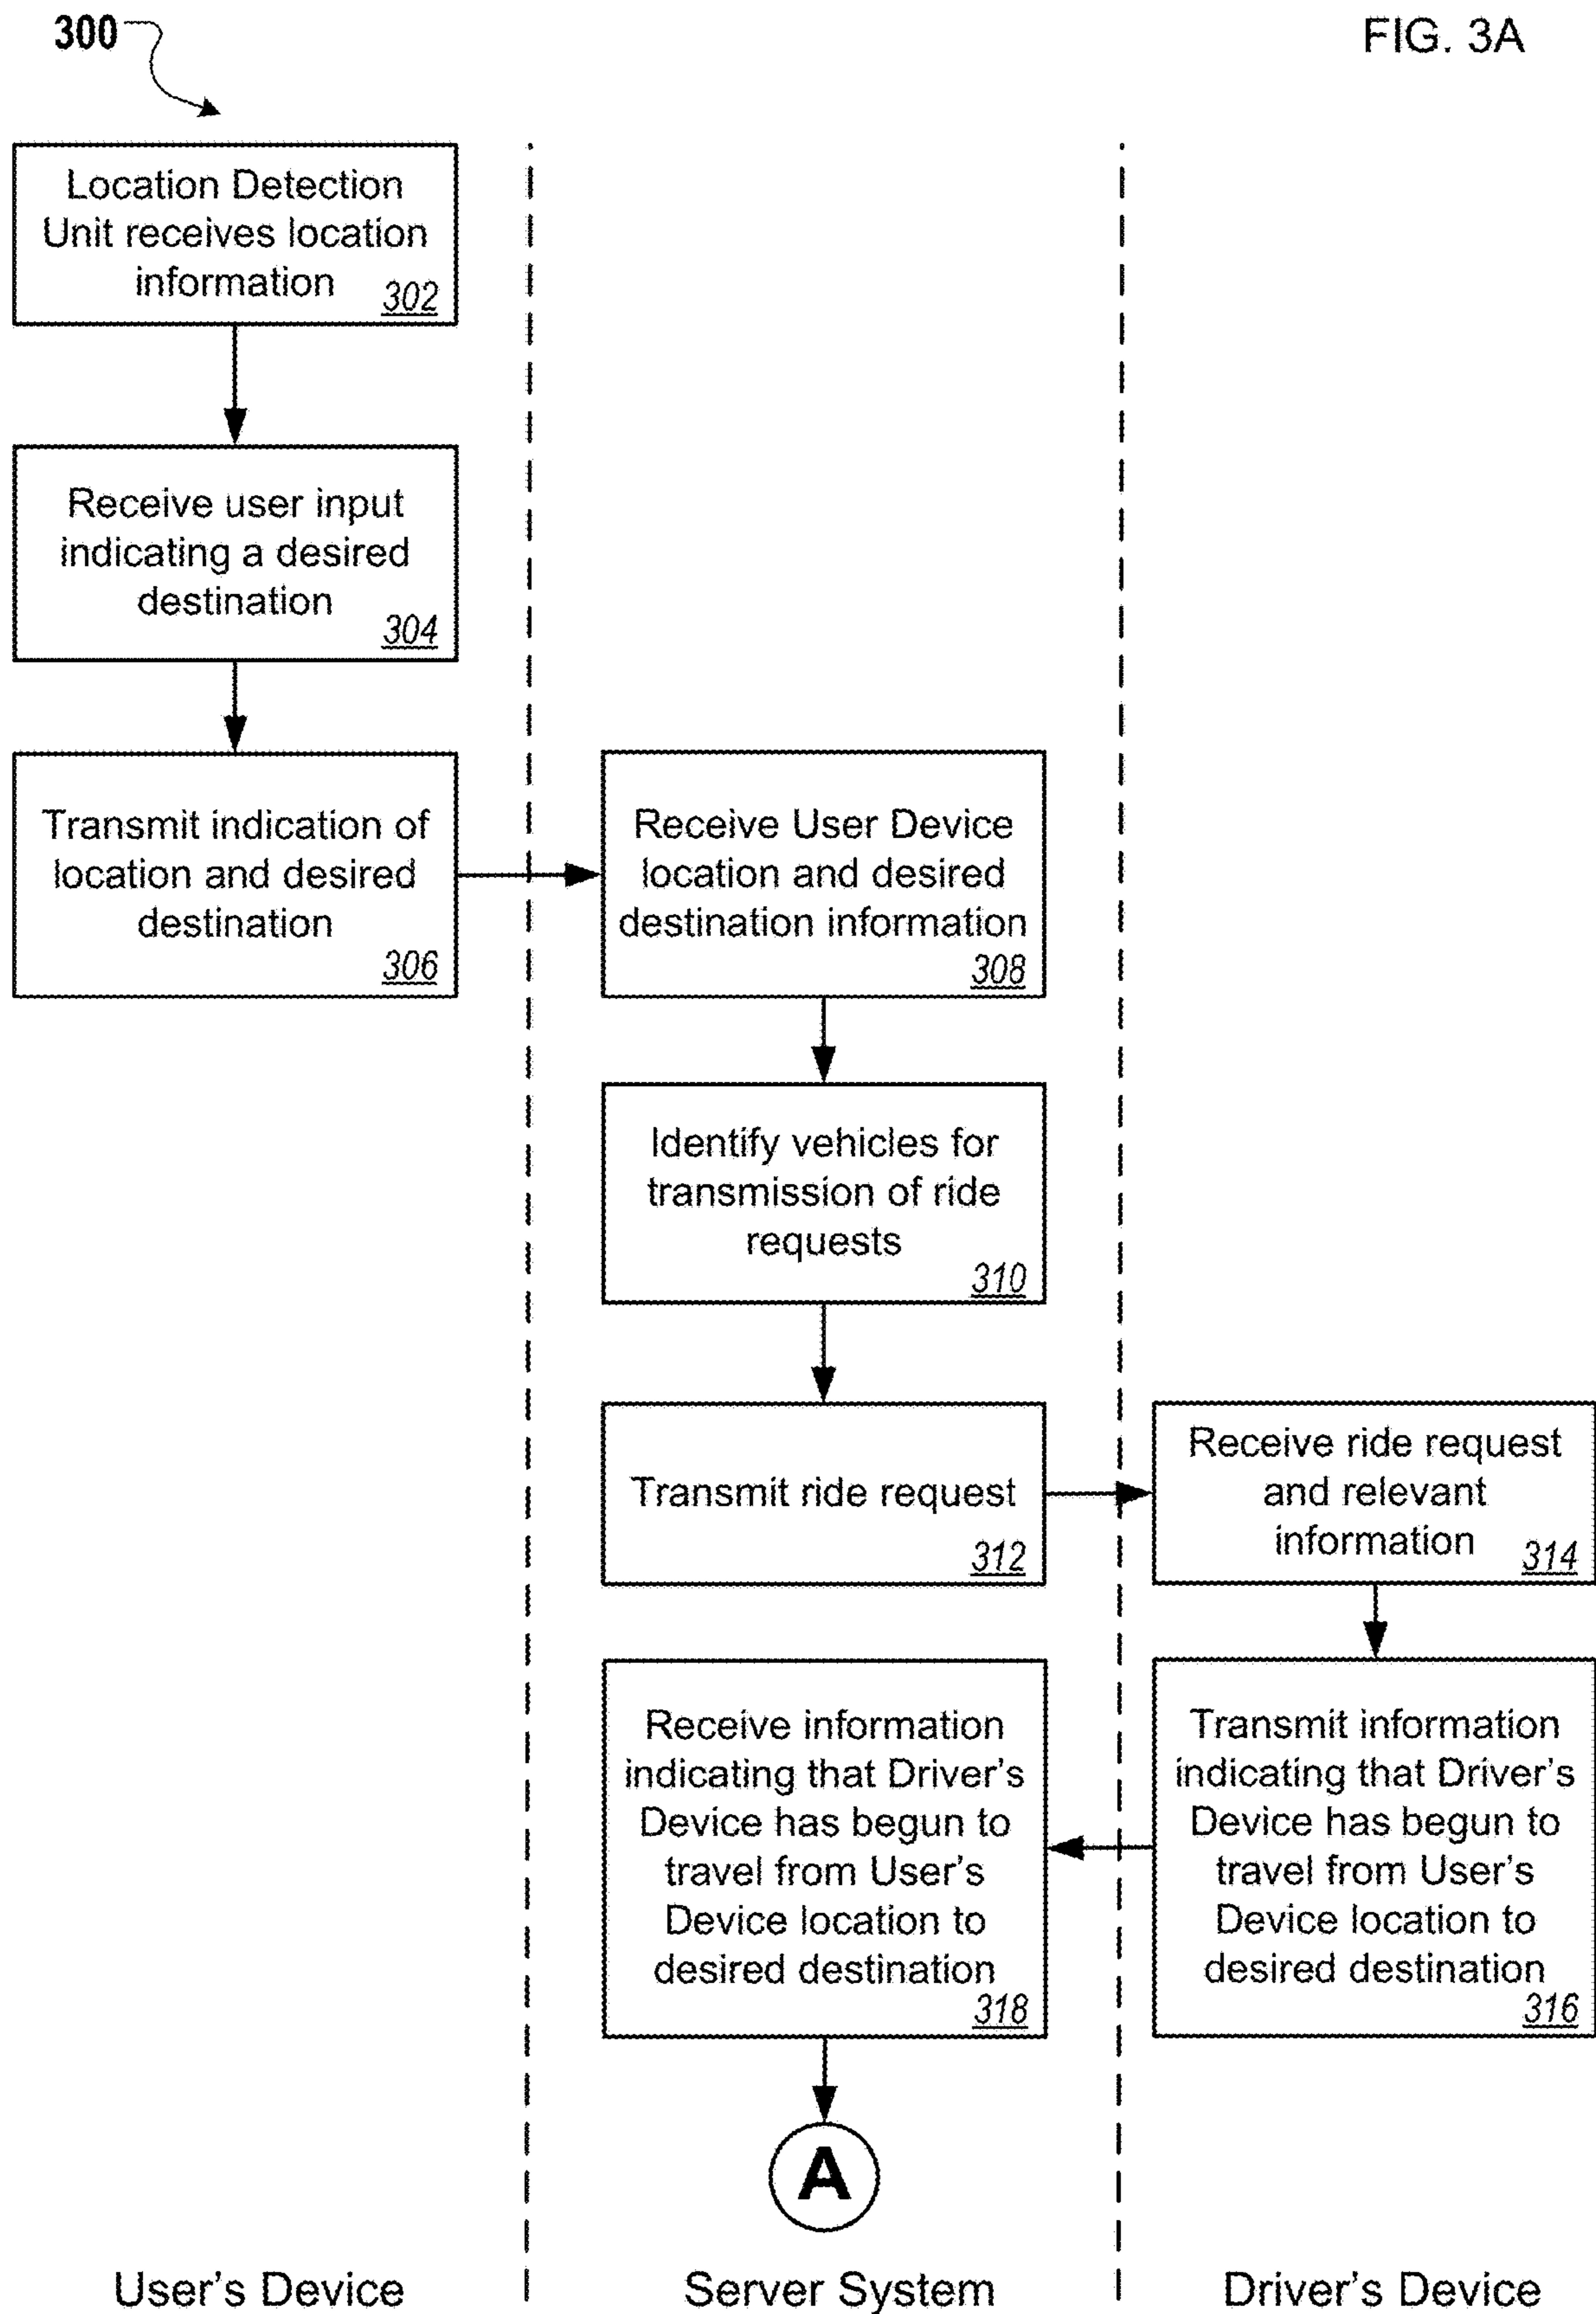 300
FIG. 3A
Location Detection
Unit receives location
information
302
Receive user input
indicating a desired
destination
304
Transmit indication of
location and desired
destination
306
Receive User Device
location and desired
destination information
308
Identify vehicles for
transmission of ride
requests
310
Transmit ride request
312
Receive ride request
and relevant
information
314
Transmit information
indicating that Driver's
Device has begun to
travel from User's
Device location to
desired destination
316
Receive information
indicating that Driver's
Device has begun to
travel from User's
Device location to
desired destination
318
A
User's Device
Server System
Driver's Device